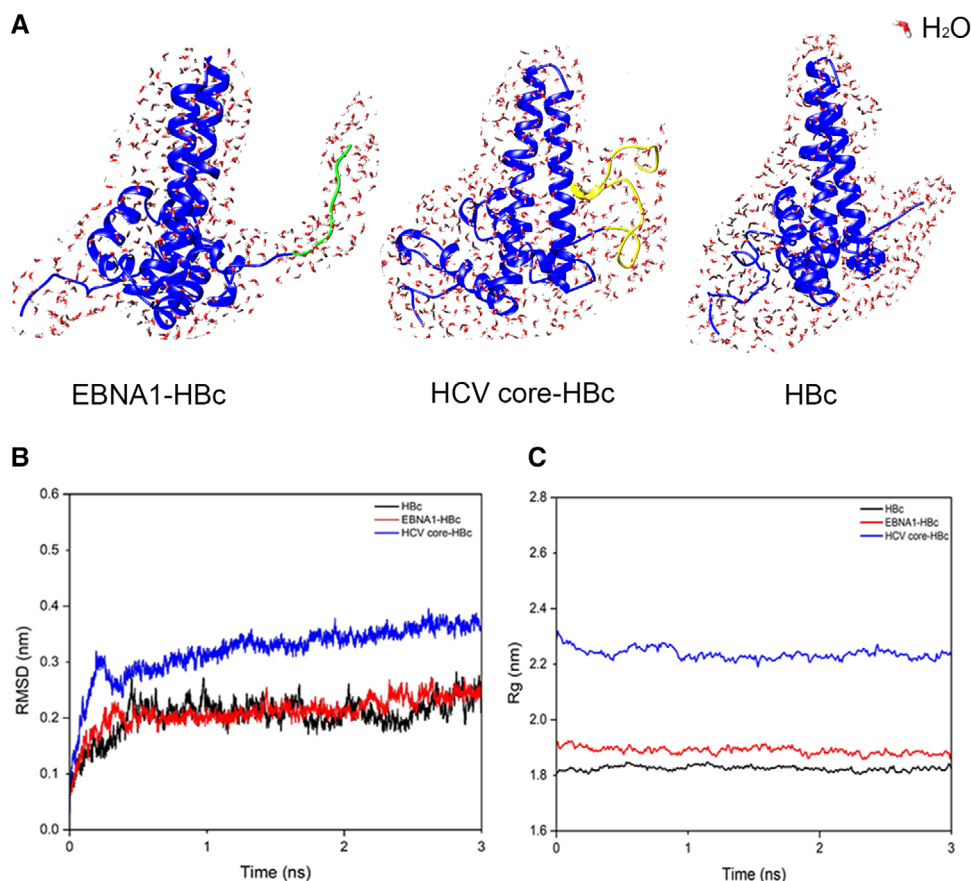 A
H₂O
EBNA1-HBc
HCV core-HBc
HBc
B
RMSD (nm)
0.6
0.5
0.4
0.3
0.2
0.1
0.0
HBc
EBNA1-HBc
HCV core-HBc
0
1
2
3
Time (ns)
C
Rg (nm)
2.8
2.6
2.4
2.2
2.0
1.8
1.6
HBc
EBNA1-HBc
HCV core-HBc
0
1
2
3
Time (ns)